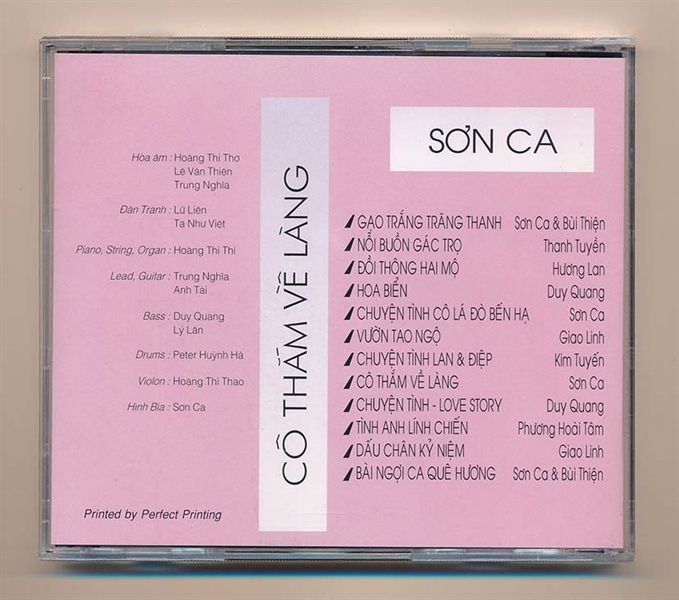 Hòa âm : Hoàng Thi Thơ
Lê Văn Thiện
Trung Nghĩa
Đàn Tranh : Lữ Liên
Tạ Như Việt
Piano, String, Organ : Hoàng Thi Thi
Lead, Guitar : Trung Nghĩa
Anh Tài
Bass : Duy Quang
Lý Lân
Drums : Peter Huỳnh Hà
Violon : Hoàng Thi Thao
Hình Bìa : Sơn Ca
Printed by Perfect Printing
CÔ THẮM VỀ LÀNG
SƠN CA
GẠO TRẮNG TRĂNG THANH Sơn Ca & Bùi Thiện
NỖI BUỒN GÁC TRỌ Thanh Tuyền
ĐỒI THÔNG HAI MỘ Hương Lan
HOA BIỂN Duy Quang
CHUYỆN TÌNH CÔ LÁ ĐÒ BẾN HẠ Sơn Ca
VƯỜN TAO NGỘ Giao Linh
CHUYỆN TÌNH LAN & ĐIỆP Kim Tuyến
CÔ THẮM VỀ LÀNG Sơn Ca
CHUYỆN TÌNH - LOVE STORY Duy Quang
TÌNH ANH LÍNH CHIẾN Phương Hoài Tâm
DẤU CHÂN KỶ NIỆM Giao Linh
BÀI NGỢI CA QUÊ HƯƠNG Sơn Ca & Bùi Thiện